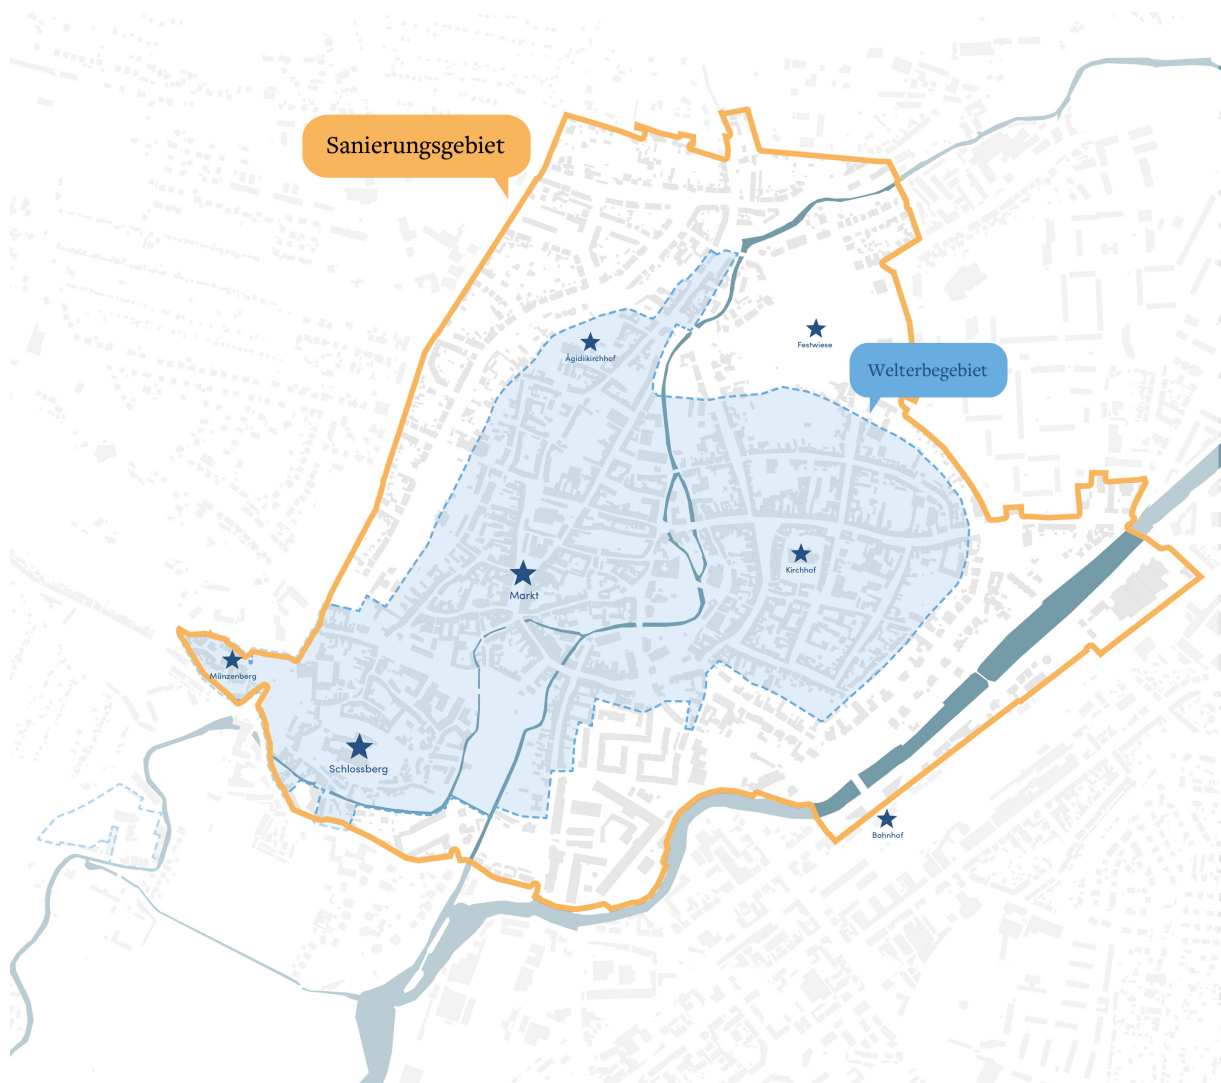 Sanierungsgebiet
Festwiese
Ägidiikirchhof
Welterbegebiet
Kirchhof
Markt
Münzenberg
Schlossberg
Bahnhof